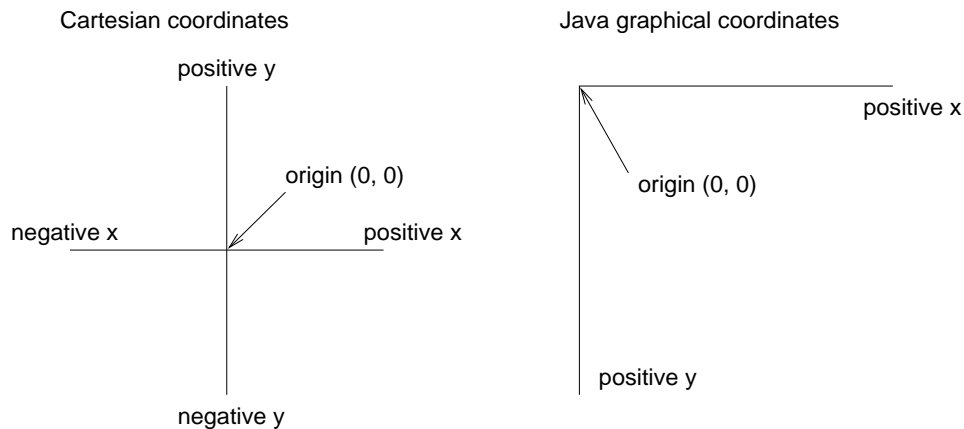 Cartesian coordinates
positive y
origin (0, 0)
negative x
positive x
negative y
Java graphical coordinates
positive x
origin (0, 0)
positive y